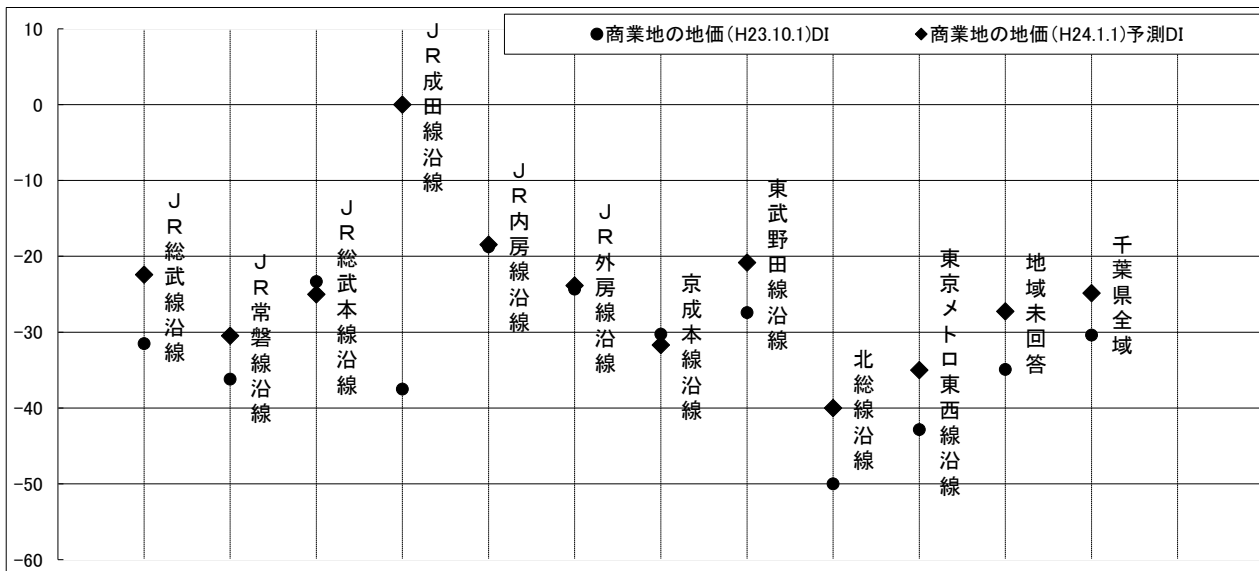 ●商業地の地価(H23.10.1)DI
◆商業地の地価(H24.1.1)予測DI
10
0
-10
-20
-30
-40
-50
-60
JR総武線沿線
JR常磐線沿線
JR総武本線沿線
JR成田線沿線
JR内房線沿線
JR外房線沿線
京成本線沿線
東武野田線沿線
北総線沿線
東京メトロ東西線沿線
地域未回答
千葉県全域